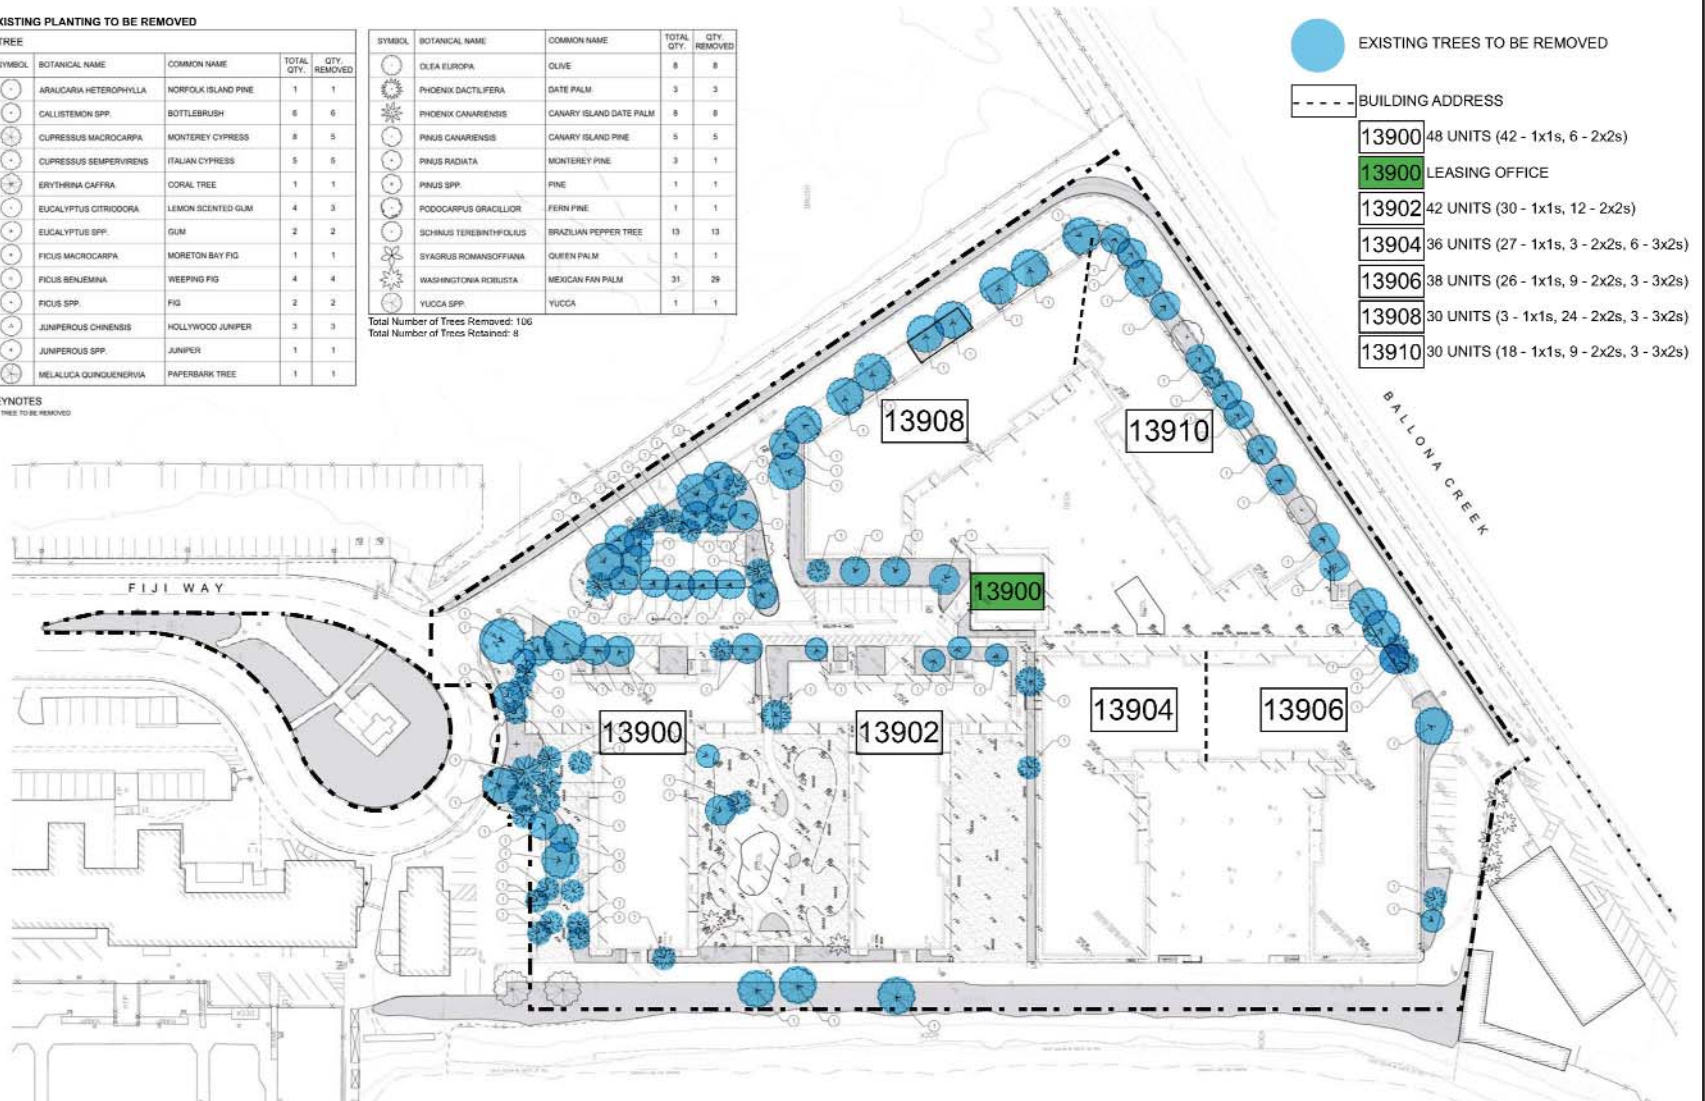 XISTING PLANTING TO BE REMOVED
TREE
SYMBOL BOTANICAL NAME COMMON NAME TOTAL QTY. QTY. REMOVED
ARAUCARIA HETEROPHYLLA NORFOLK ISLAND PINE 1 1
CALLISTEMON SPP. BOTTLEBRUSH 6 6
CUPRESSUS MACROCARPA MONTEREY CYPRESS 8 5
CUPRESSUS SEMPERVIRENS ITALIAN CYPRESS 5 5
ERYTHRINA CAFFRA CORAL TREE 1 1
EUCALYPTUS CITRIODORA LEMON SCENTED GUM 4 3
EUCALYPTUS SPP. GUM 2 2
FICUS MACROCARPA MORETON BAY FIG 1 1
FICUS BENJEMINA WEEPING FIG 4 4
FICUS SPP. FIG 2 2
JUNIPEROUS CHINENSIS HOLLYWOOD JUNIPER 3 3
JUNIPEROUS SPP. JUNIPER 1 1
MELALUCA QUINQUENERVIA PAPERBARK TREE 1 1
EYNOTES
TREE TO BE REMOVED
SYMBOL BOTANICAL NAME COMMON NAME TOTAL QTY. QTY. REMOVED
OLEA EUROPA OLIVE 8 8
PHOENIX DACTILIFERA DATE PALM 3 3
PHOENIX CANARIENSIS CANARY ISLAND DATE PALM 8 8
PINUS CANARIENSIS CANARY ISLAND PINE 5 5
PINUS RADIATA MONTEREY PINE 3 1
PINUS SPP. PINE 1 1
PODOCARPUS GRACILLIOR FERN PINE 1 1
SCHINUS TEREBINTHFOLIUS BRAZILIAN PEPPER TREE 13 13
SYAGRUS ROMANSOFFIANA QUEEN PALM 1 1
WASHINGTONIA ROBUSTA MEXICAN FAN PALM 31 29
YUCCA SPP. YUCCA 1 1
Total Number of Trees Removed: 106
Total Number of Trees Retained: 8
EXISTING TREES TO BE REMOVED
BUILDING ADDRESS
13900 48 UNITS (42 - 1x1s, 6 - 2x2s)
13900 LEASING OFFICE
13902 42 UNITS (30 - 1x1s, 12 - 2x2s)
13904 36 UNITS (27 - 1x1s, 3 - 2x2s, 6 - 3x2s)
13906 38 UNITS (26 - 1x1s, 9 - 2x2s, 3 - 3x2s)
13908 30 UNITS (3 - 1x1s, 24 - 2x2s, 3 - 3x2s)
13910 30 UNITS (18 - 1x1s, 9 - 2x2s, 3 - 3x2s)
BALLONA CREEK
13908
13910
FIJI WAY
13900
13900
13902
13904
13906